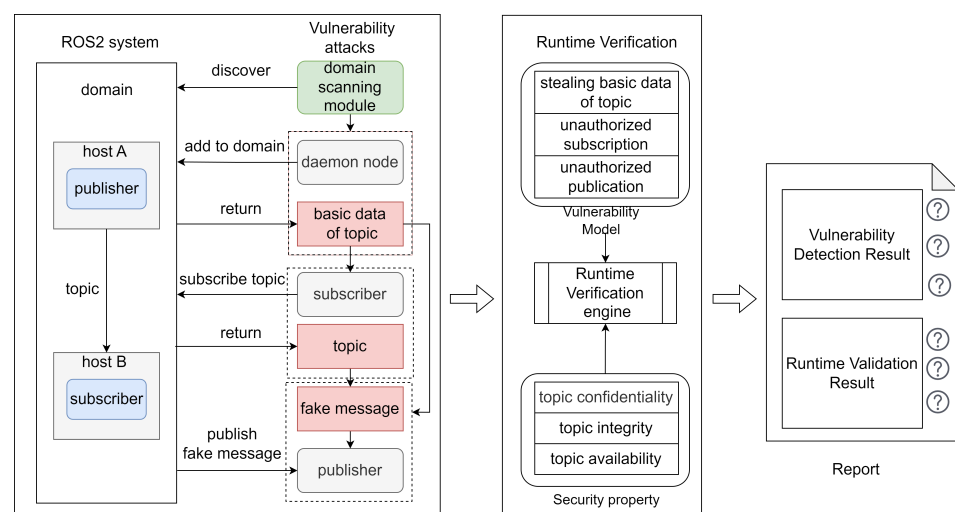 ROS2 system
Vulnerability
attacks
domain
discover
domain
scanning
module
add to domain
daemon node
host A
publisher
return
basic data
of topic
topic
subscribe topic
subscriber
return
topic
host B
subscriber
fake message
publish
fake message
publisher
Runtime Verification
stealing basic data
of topic
unauthorized
subscription
unauthorized
publication
Vulnerability
Model
Runtime
Verification
engine
topic confidentiality
topic integrity
topic availability
Security property
Vulnerability
Detection Result
?
?
?
Runtime Validation
Result
?
?
?
Report